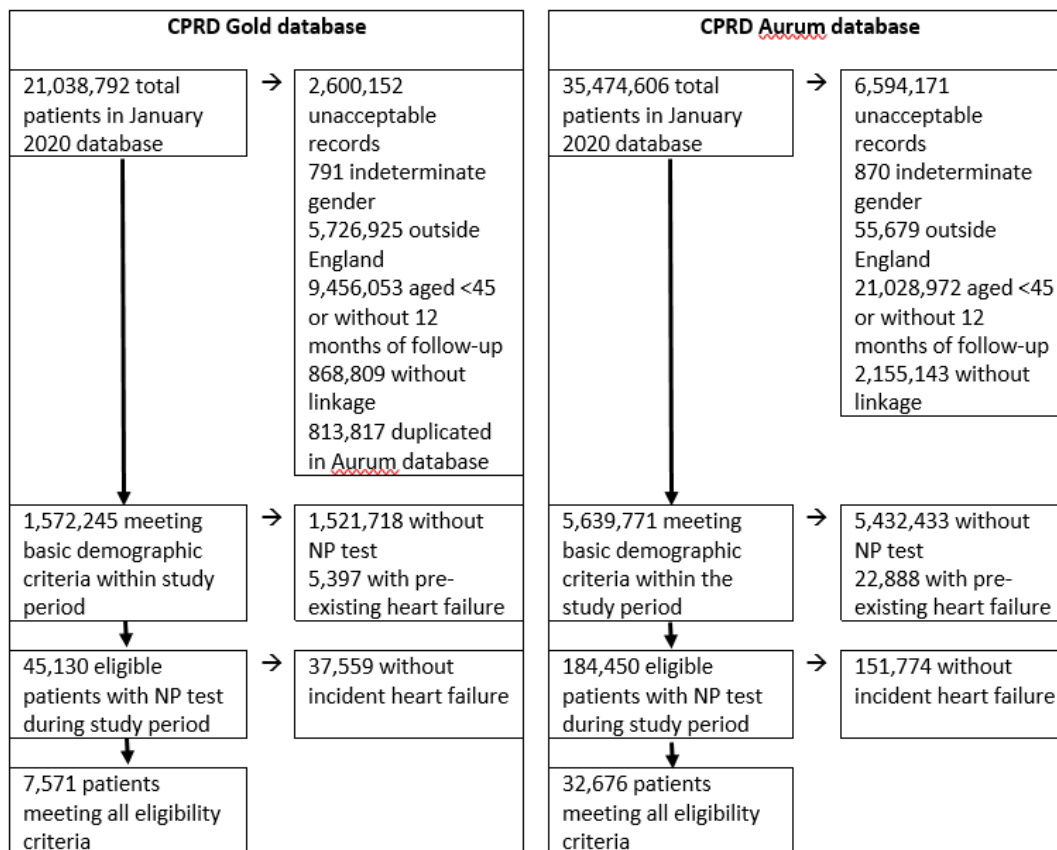 CPRD Gold database
21,038,792 total
patients in January
2020 database
→
2,600,152
unacceptable
records
791 indeterminate
gender
5,726,925 outside
England
9,456,053 aged <45
or without 12
months of follow-up
868,809 without
linkage
813,817 duplicated
in Aurum database
1,572,245 meeting
basic demographic
criteria within study
period
→
1,521,718 without
NP test
5,397 with pre-
existing heart failure
45,130 eligible
patients with NP test
during study period
→
37,559 without
incident heart failure
7,571 patients
meeting all eligibility
criteria
CPRD Aurum database
35,474,606 total
patients in January
2020 database
→
6,594,171
unacceptable
records
870 indeterminate
gender
55,679 outside
England
21,028,972 aged <45
or without 12
months of follow-up
2,155,143 without
linkage
5,639,771 meeting
basic demographic
criteria within the
study period
→
5,432,433 without
NP test
22,888 with pre-
existing heart failure
184,450 eligible
patients with NP test
during study period
→
151,774 without
incident heart failure
32,676 patients
meeting all eligibility
criteria